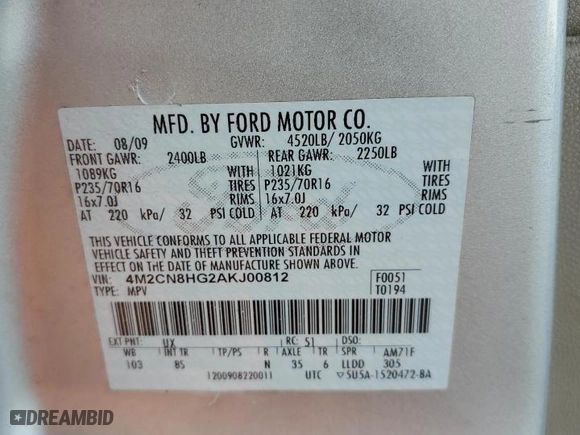 MFD. BY FORD MOTOR CO.
DATE: 08/09 GVWR: 4520LB/ 2050KG
FRONT GAWR: 2400LB REAR GAWR: 2250LB
1089KG WITH 1021KG WITH
P235/70R16 TIRES P235/70R16 TIRES
16x7.0J RIMS 16x7.0J RIMS
AT 220 kPa/ 32 PSI COLD AT 220 kPa/ 32 PSI COLD
THIS VEHICLE CONFORMS TO ALL APPLICABLE FEDERAL MOTOR
VEHICLE SAFETY AND THEFT PREVENTION STANDARDS IN
EFFECT ON THE DATE OF MANUFACTURE SHOWN ABOVE.
VIN: 4M2CN8HG2AKJ00812 F0051
TYPE: MPV T0194
EXT PNT: UX RC: 51 DSO:
WB INT TR TP/PS R AXLE TR SPR AM71F
103 8S N 35 6 LLDD 305
1200908220011 UTC ▽5U5A-1520472-BA
DREAMBID